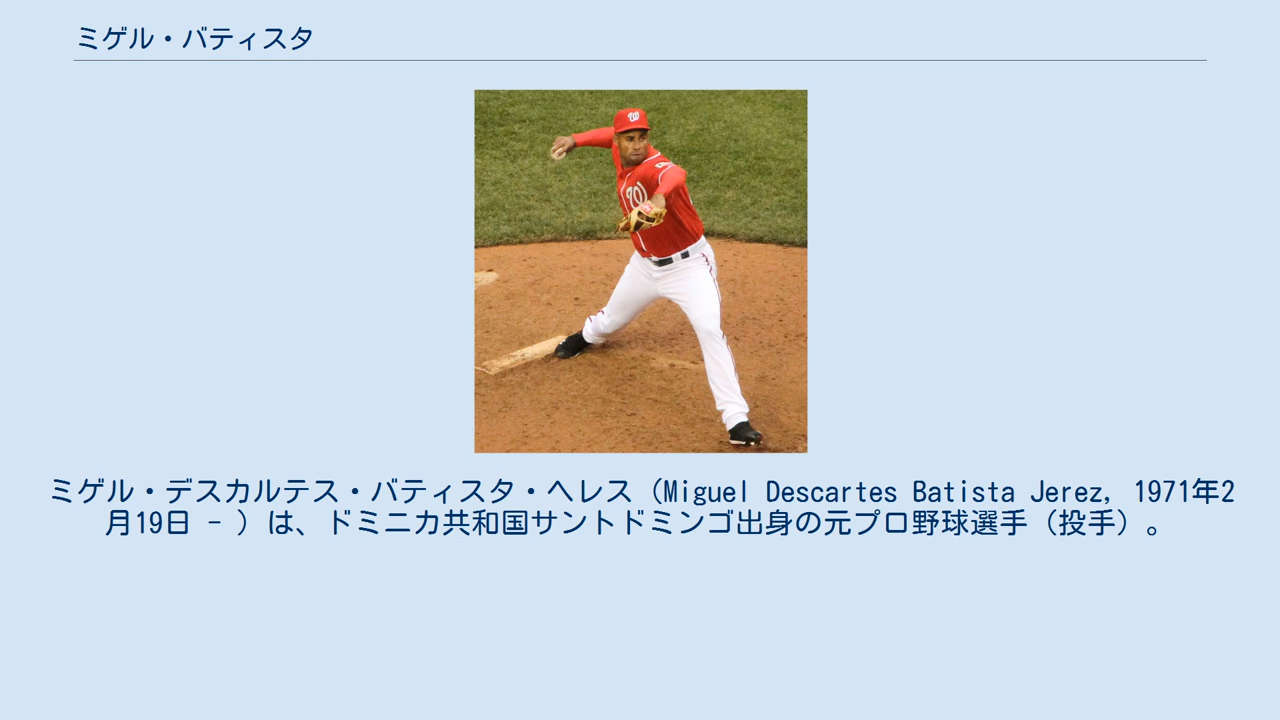 ミゲル・バティスタ
W
W
ミゲル・デスカルテス・バティスタ・ヘレス（Miguel Descartes Batista Jerez, 1971年2
月19日 - ）は、ドミニカ共和国サントドミンゴ出身の元プロ野球選手（投手）。